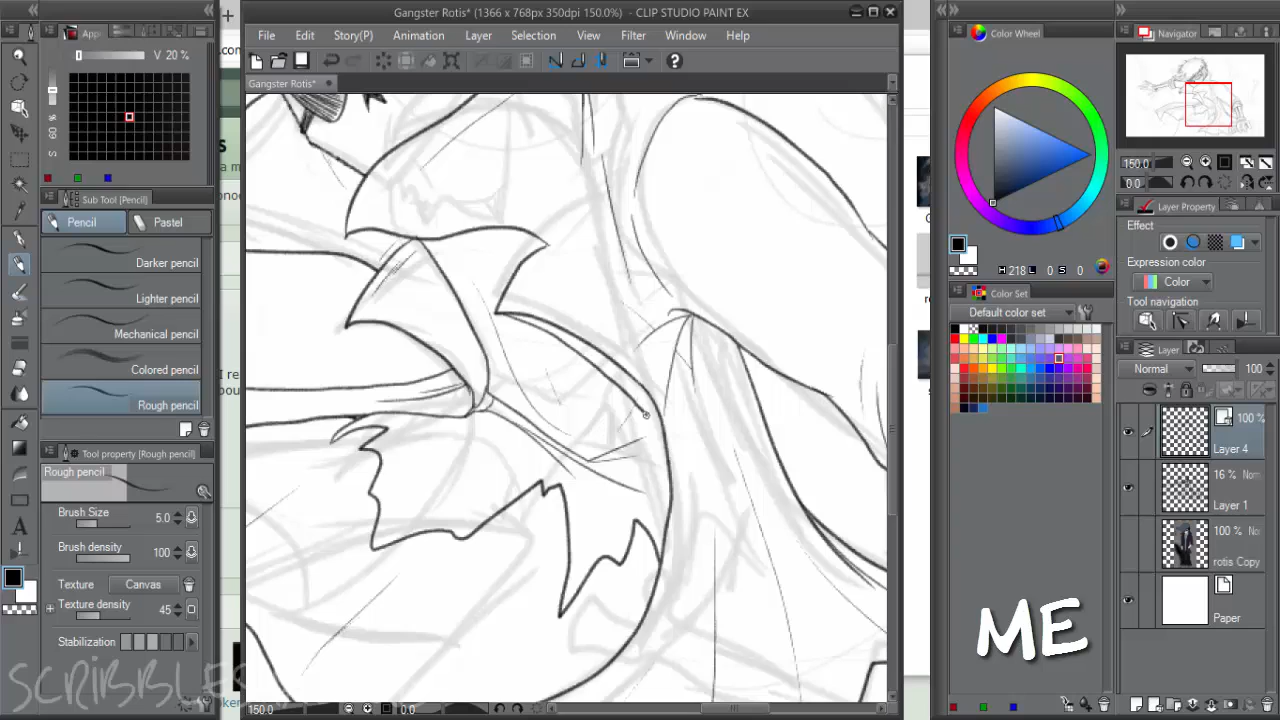 Gangster Rotis* (1366 x 768px 350dpi 150.0%) - CLIP STUDIO PAINT EX
File Edit Story(P) Animation Layer Selection View Filter Window Help
Gangster Rotis*
App
V 20 %
% 09
S
Sub Tool [Pencil]
Pencil Pastel
Darker pencil
Lighter pencil
Mechanical pencil
Colored pencil
Rough pencil
Tool property [Rough pencil]
Rough pencil
Brush Size 5.0
Brush density 100
Texture Canvas
Texture density 45
Stabilization
150.0 0.0
Color Wheel
H 218 L 0 S 0
Color Set
Default color set
Navigator
150.0
0.0
Layer Property
Effect
Expression color
Color
Tool navigation
Layer
Normal 100
100 %
Layer 4
16 % Norm
Layer 1
100 % No
rotis Copy
Paper
ME
SCRIBBLES